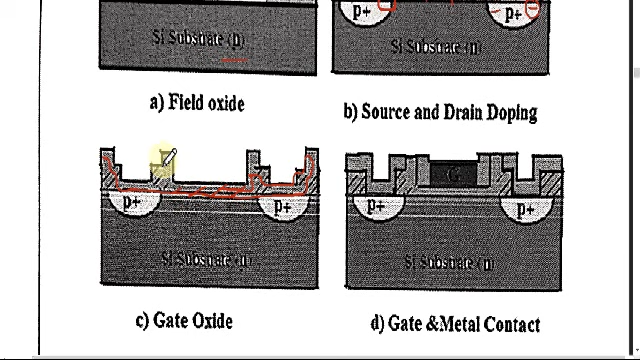 p+ p+
Si Substrate (n)
Si Substrate (n)
a) Field oxide
b) Source and Drain Doping
p+ p+
Si Substrate (n)
G
p+ p+
Si Substrate (n)
c) Gate Oxide
d) Gate &Metal Contact